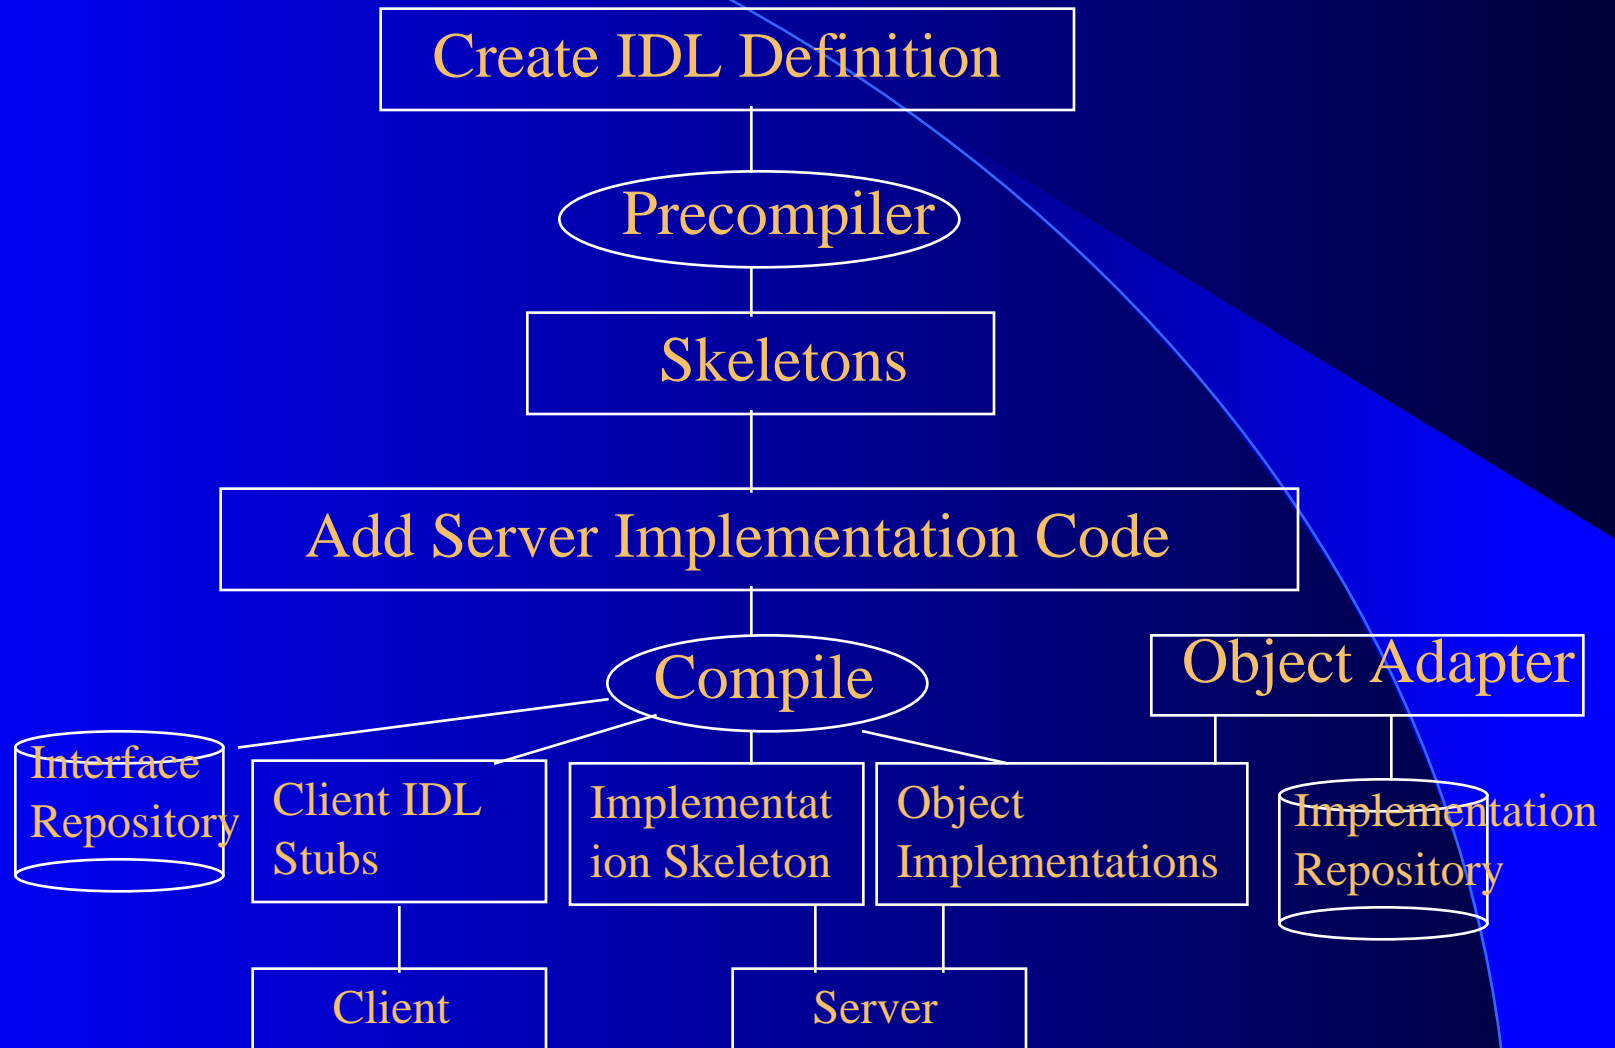 Create IDL Definition
Precompiler
Skeletons
Add Server Implementation Code
Compile
Object Adapter
Interface
Repository
Client IDL
Stubs
Implementat
ion Skeleton
Object
Implementations
Implementation
Repository
Client
Server